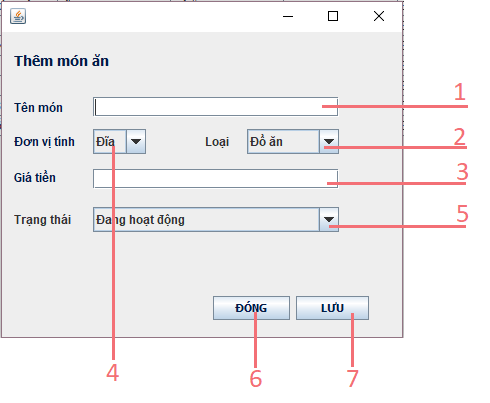 Thêm món ăn
Tên món
1
Đơn vị tính Đĩa Loại Đồ ăn
2
Giá tiền
3
Trạng thái Đang hoạt động
5
ĐÓNG LƯU
4 6 7